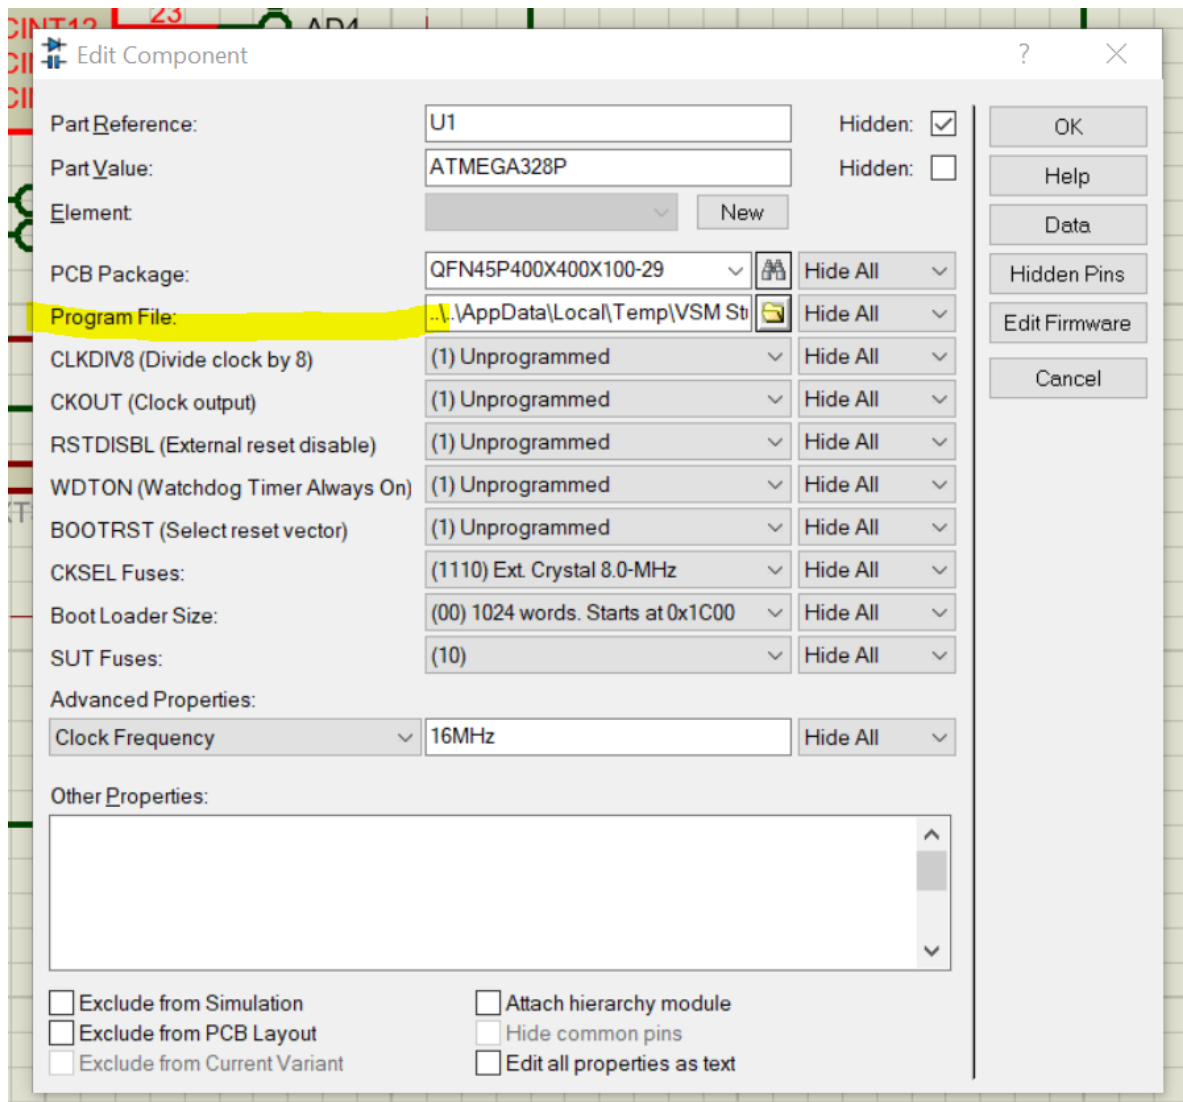 23
AD4
Edit Component
Part Reference: U1 Hidden:
Part Value: ATMEGA328P Hidden:
Element: New
PCB Package: QFN45P400X400X100-29 Hide All
Program File: ..\..\AppData\Local\Temp\VSM Hide All
CLKDIV8 (Divide clock by 8) (1) Unprogrammed Hide All
CKOUT (Clock output) (1) Unprogrammed Hide All
RSTDISBL (External reset disable) (1) Unprogrammed Hide All
WDTON (Watchdog Timer Always On) (1) Unprogrammed Hide All
BOOTRST (Select reset vector) (1) Unprogrammed Hide All
CKSEL Fuses: (1110) Ext. Crystal 8.0-MHz Hide All
Boot Loader Size: (00) 1024 words. Starts at 0x1C00 Hide All
SUT Fuses: (10) Hide All
Advanced Properties:
Clock Frequency 16MHz Hide All
Other Properties:
Exclude from Simulation
Exclude from PCB Layout
Exclude from Current Variant
Attach hierarchy module
Hide common pins
Edit all properties as text
OK
Help
Data
Hidden Pins
Edit Firmware
Cancel